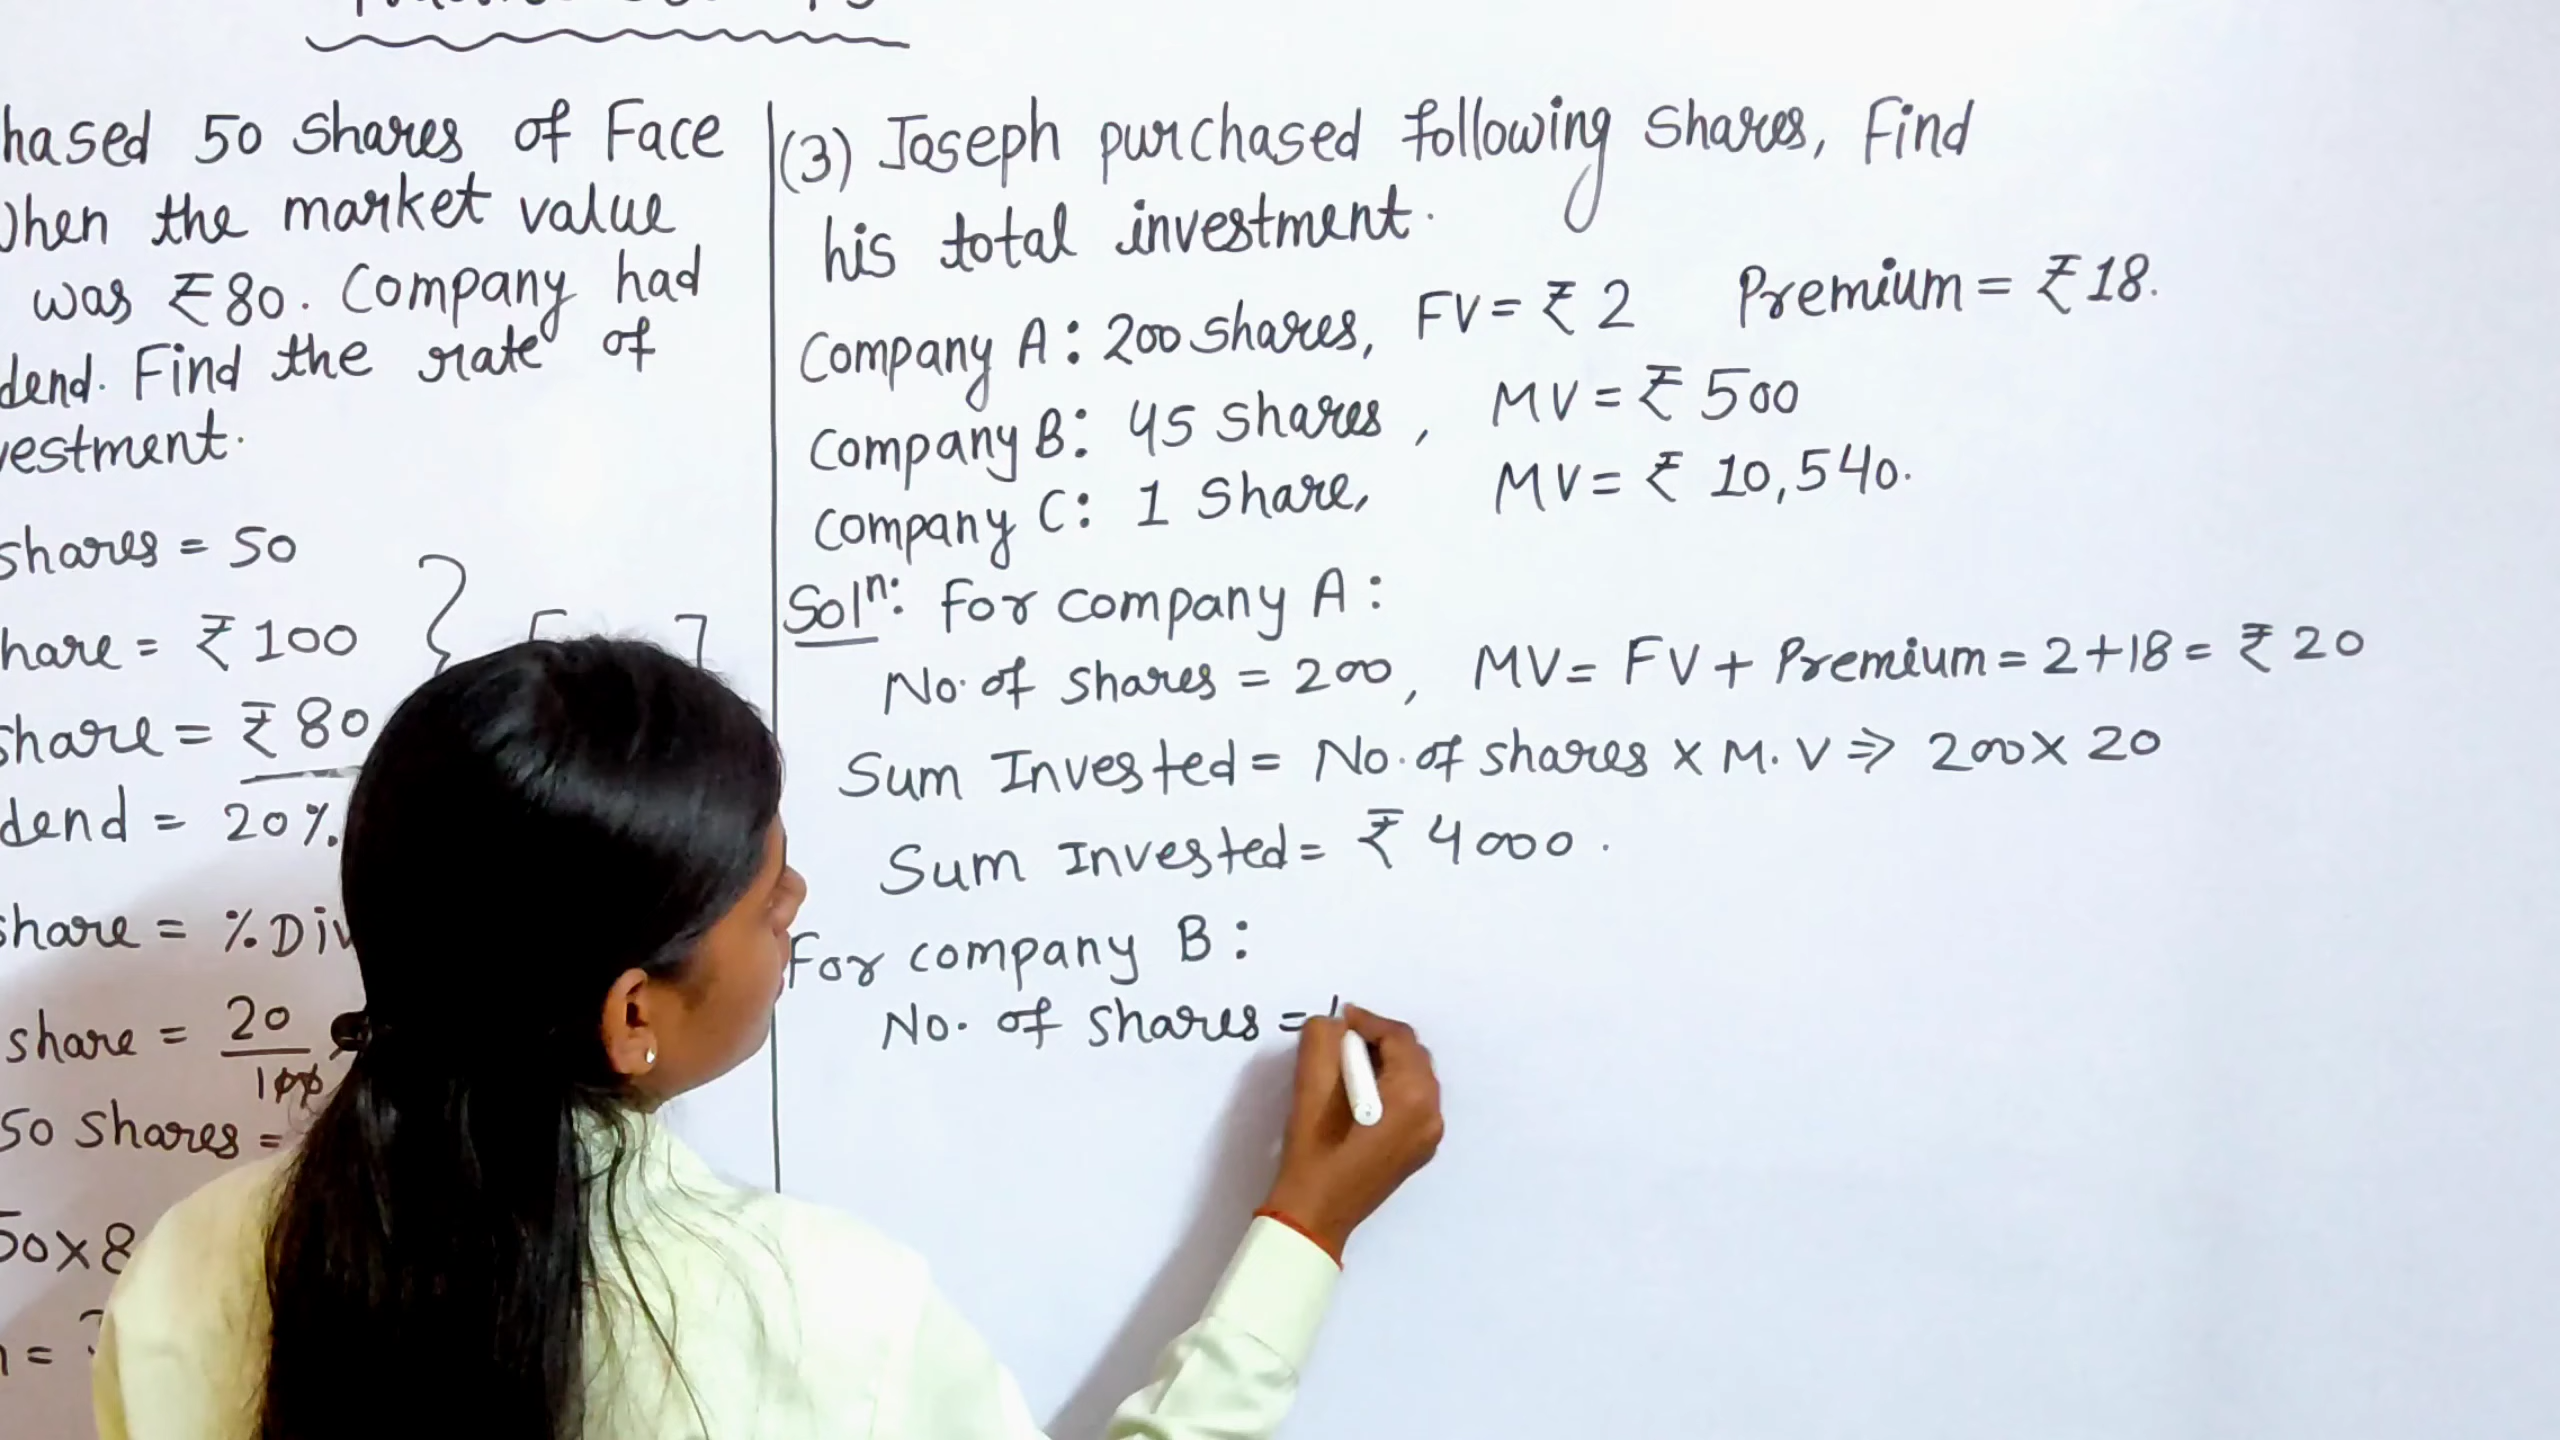 hased 50 shares of Face
when the market value
was ₹80. Company had
dend. Find the rate of
vestment.
shares = 50
hare = ₹100
share = ₹80
dend = 20%.
share = % Div
share = 20/100
50 shares =
50x8
n =
(3) Joseph purchased following shares, Find
his total investment.
Company A: 200 shares, FV = ₹ 2 Premium = ₹18.
Company B: 45 shares, MV = ₹ 500
Company C: 1 Share, MV = ₹ 10,540.
Solⁿ: For company A:
No. of shares = 200, MV = FV + Premium = 2+18 = ₹20
Sum Invested = No. of shares x M.V ⇒ 200 x 20
Sum Invested = ₹ 4000.
For company B:
No. of shares =